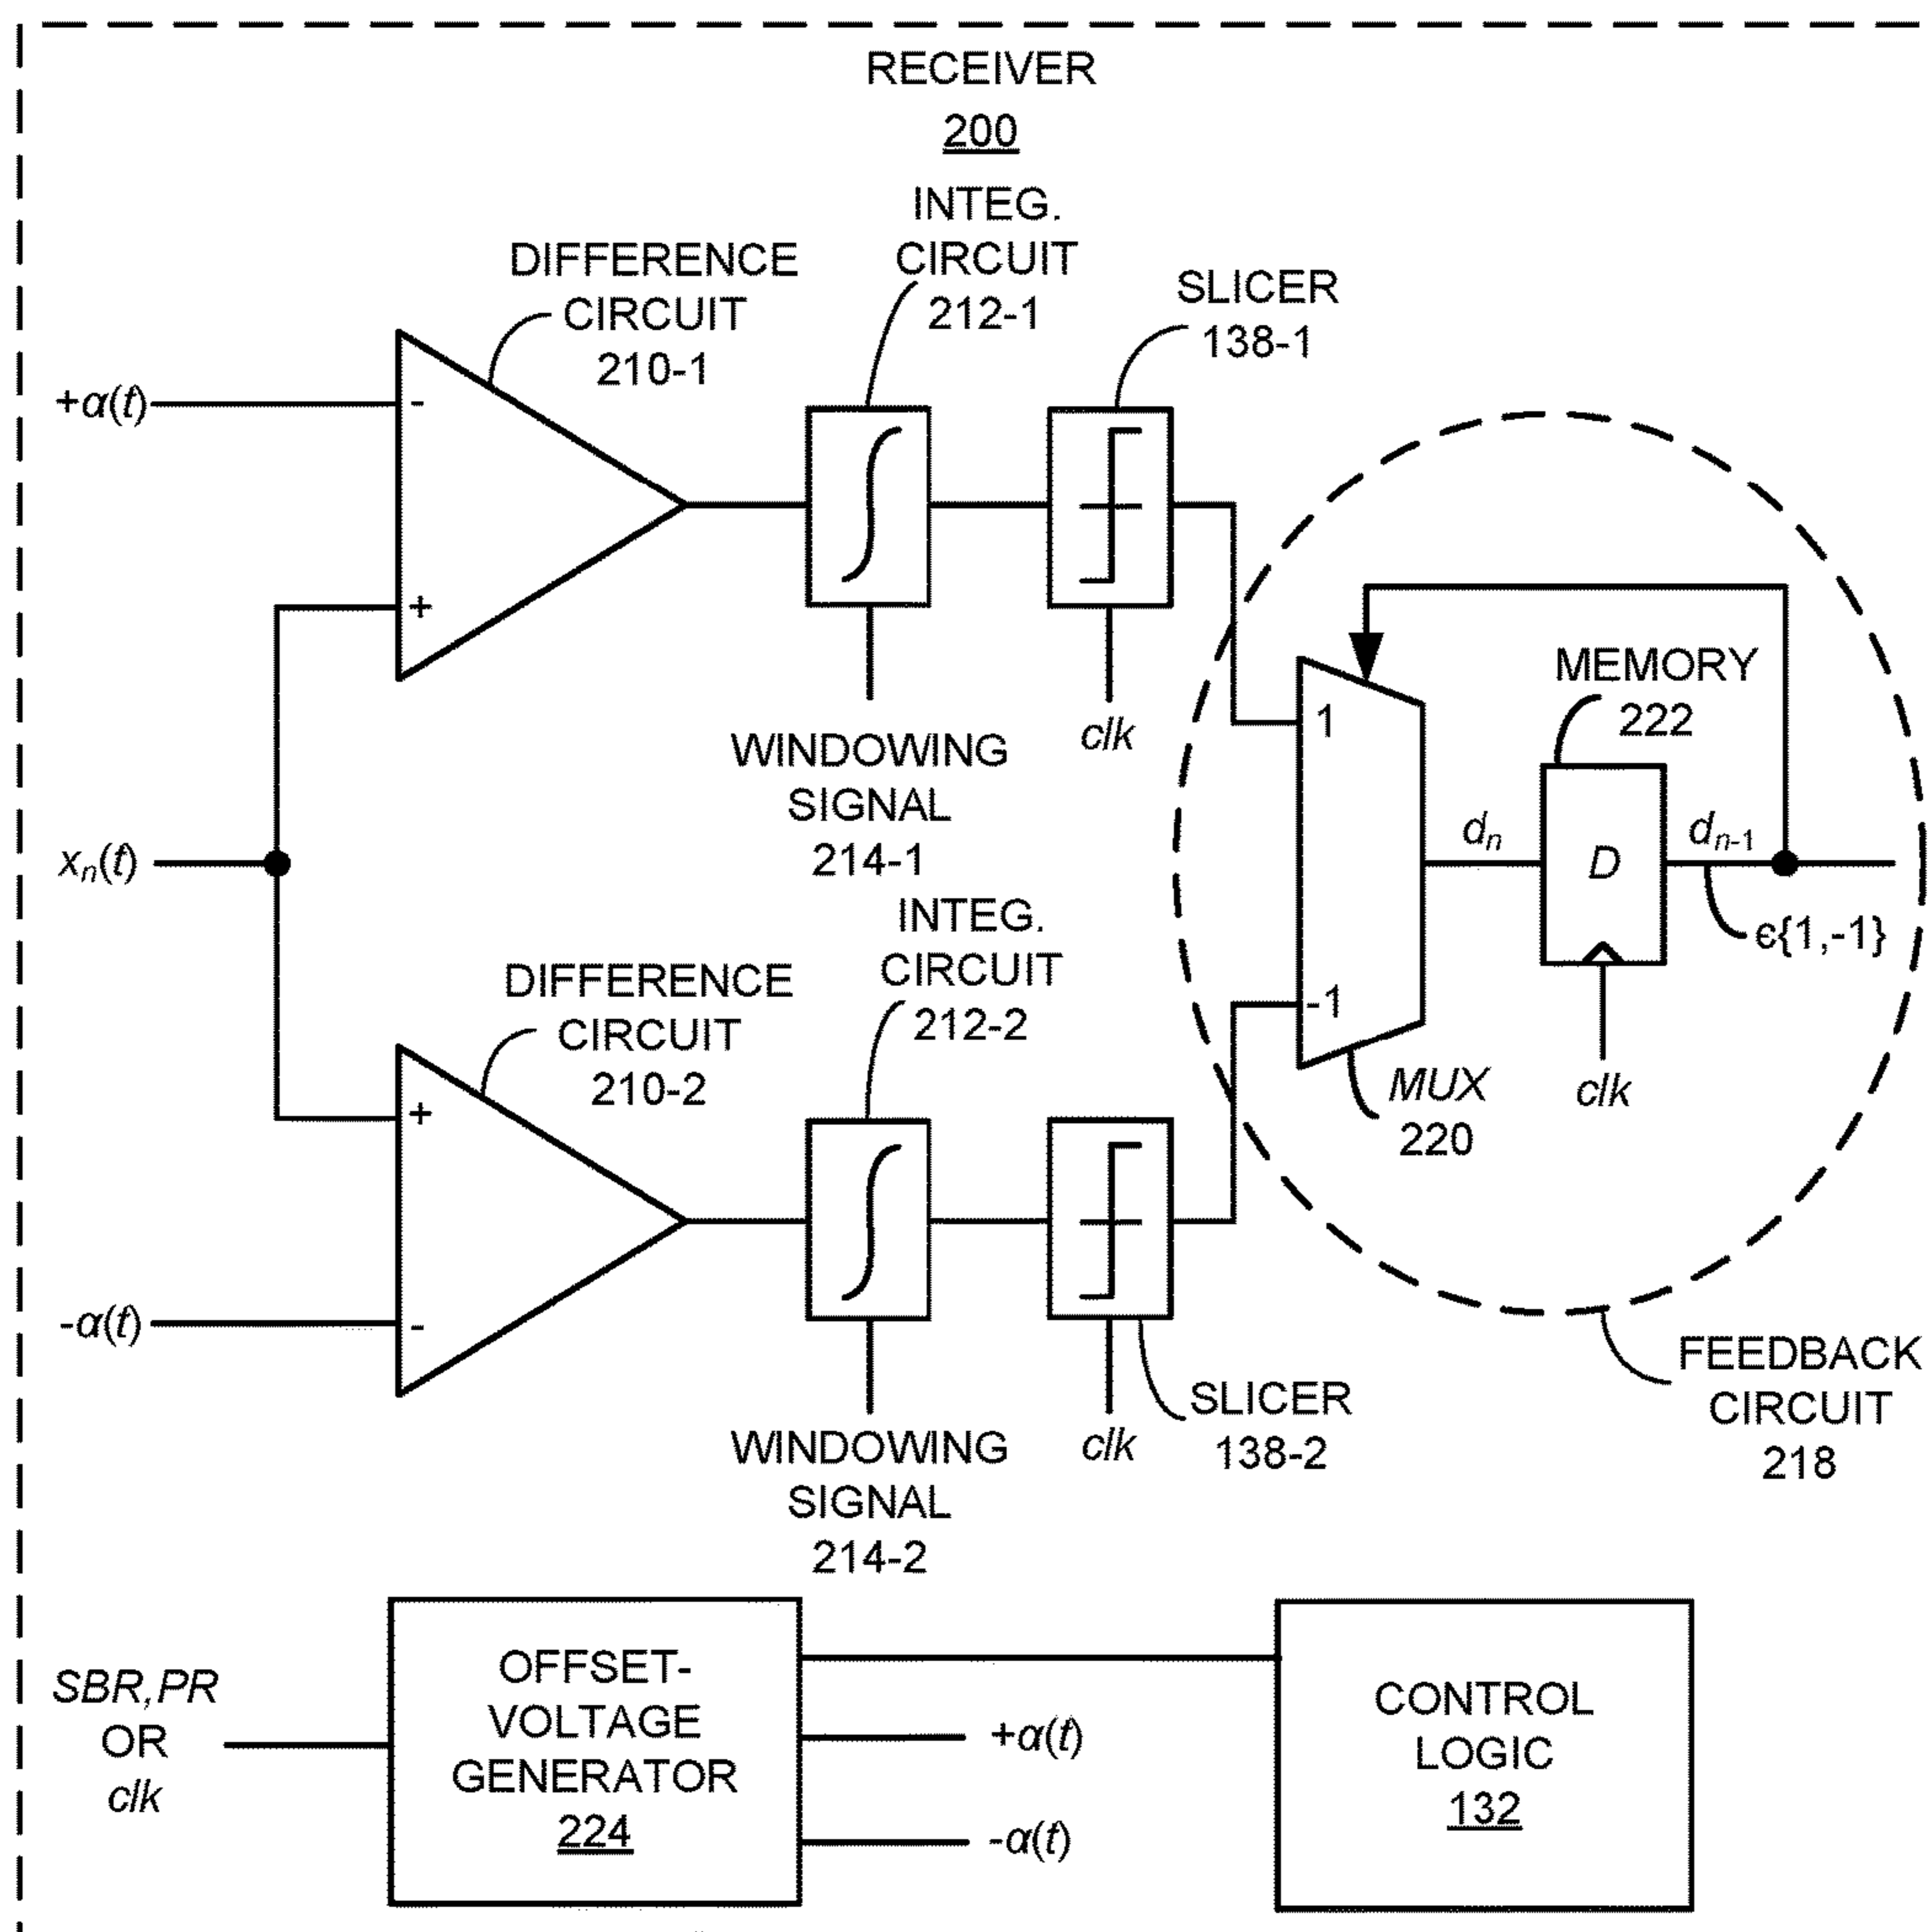 RECEIVER
200
DIFFERENCE
CIRCUIT
210-1
INTEG.
CIRCUIT
212-1
SLICER
138-1
+α(t)
-
+
WINDOWING
SIGNAL
214-1
clk
xn(t)
1
-1
MUX
220
dn
MEMORY
222
D
clk
dn-1
ϵ{1,-1}
DIFFERENCE
CIRCUIT
210-2
INTEG.
CIRCUIT
212-2
+
-
-α(t)
WINDOWING
SIGNAL
214-2
clk
SLICER
138-2
FEEDBACK
CIRCUIT
218
SBR,PR
OR
clk
OFFSET-
VOLTAGE
GENERATOR
224
+α(t)
-α(t)
CONTROL
LOGIC
132